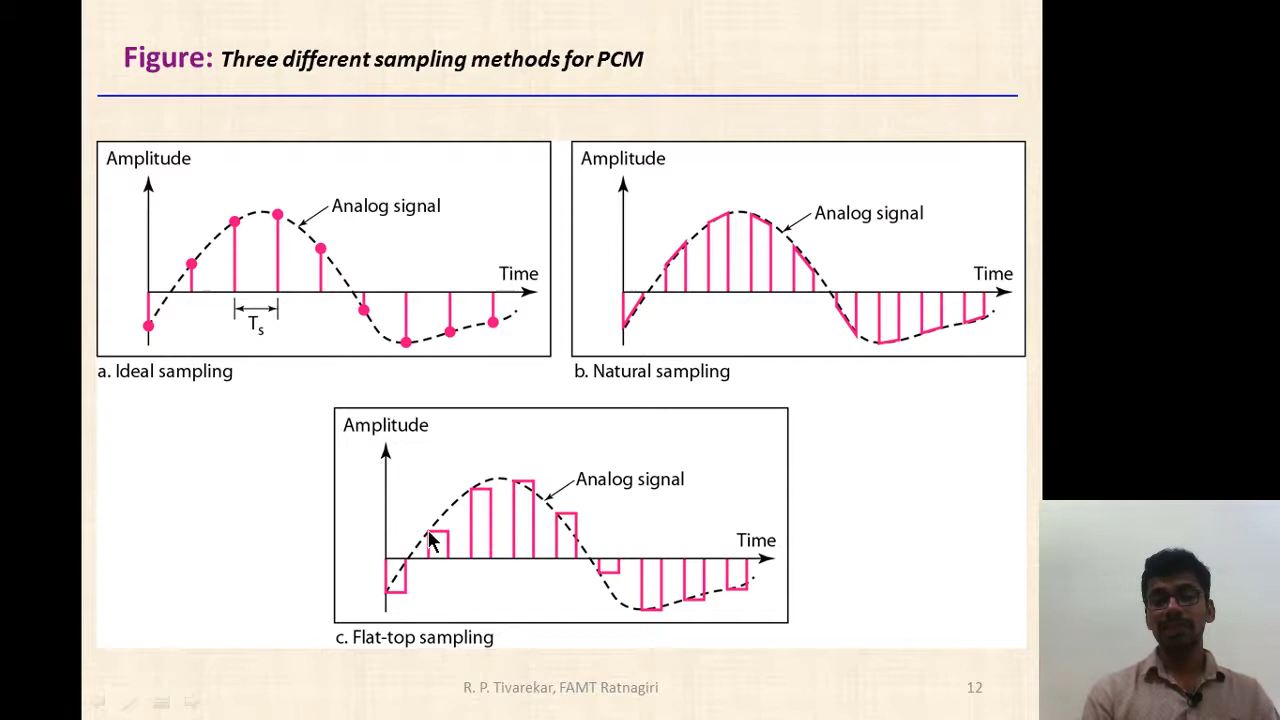 Figure: Three different sampling methods for PCM
Amplitude
Analog signal
Time
Ts
a. Ideal sampling
Amplitude
Analog signal
Time
b. Natural sampling
Amplitude
Analog signal
Time
c. Flat-top sampling
R. P. Tivarekar, FAMT Ratnagiri
12